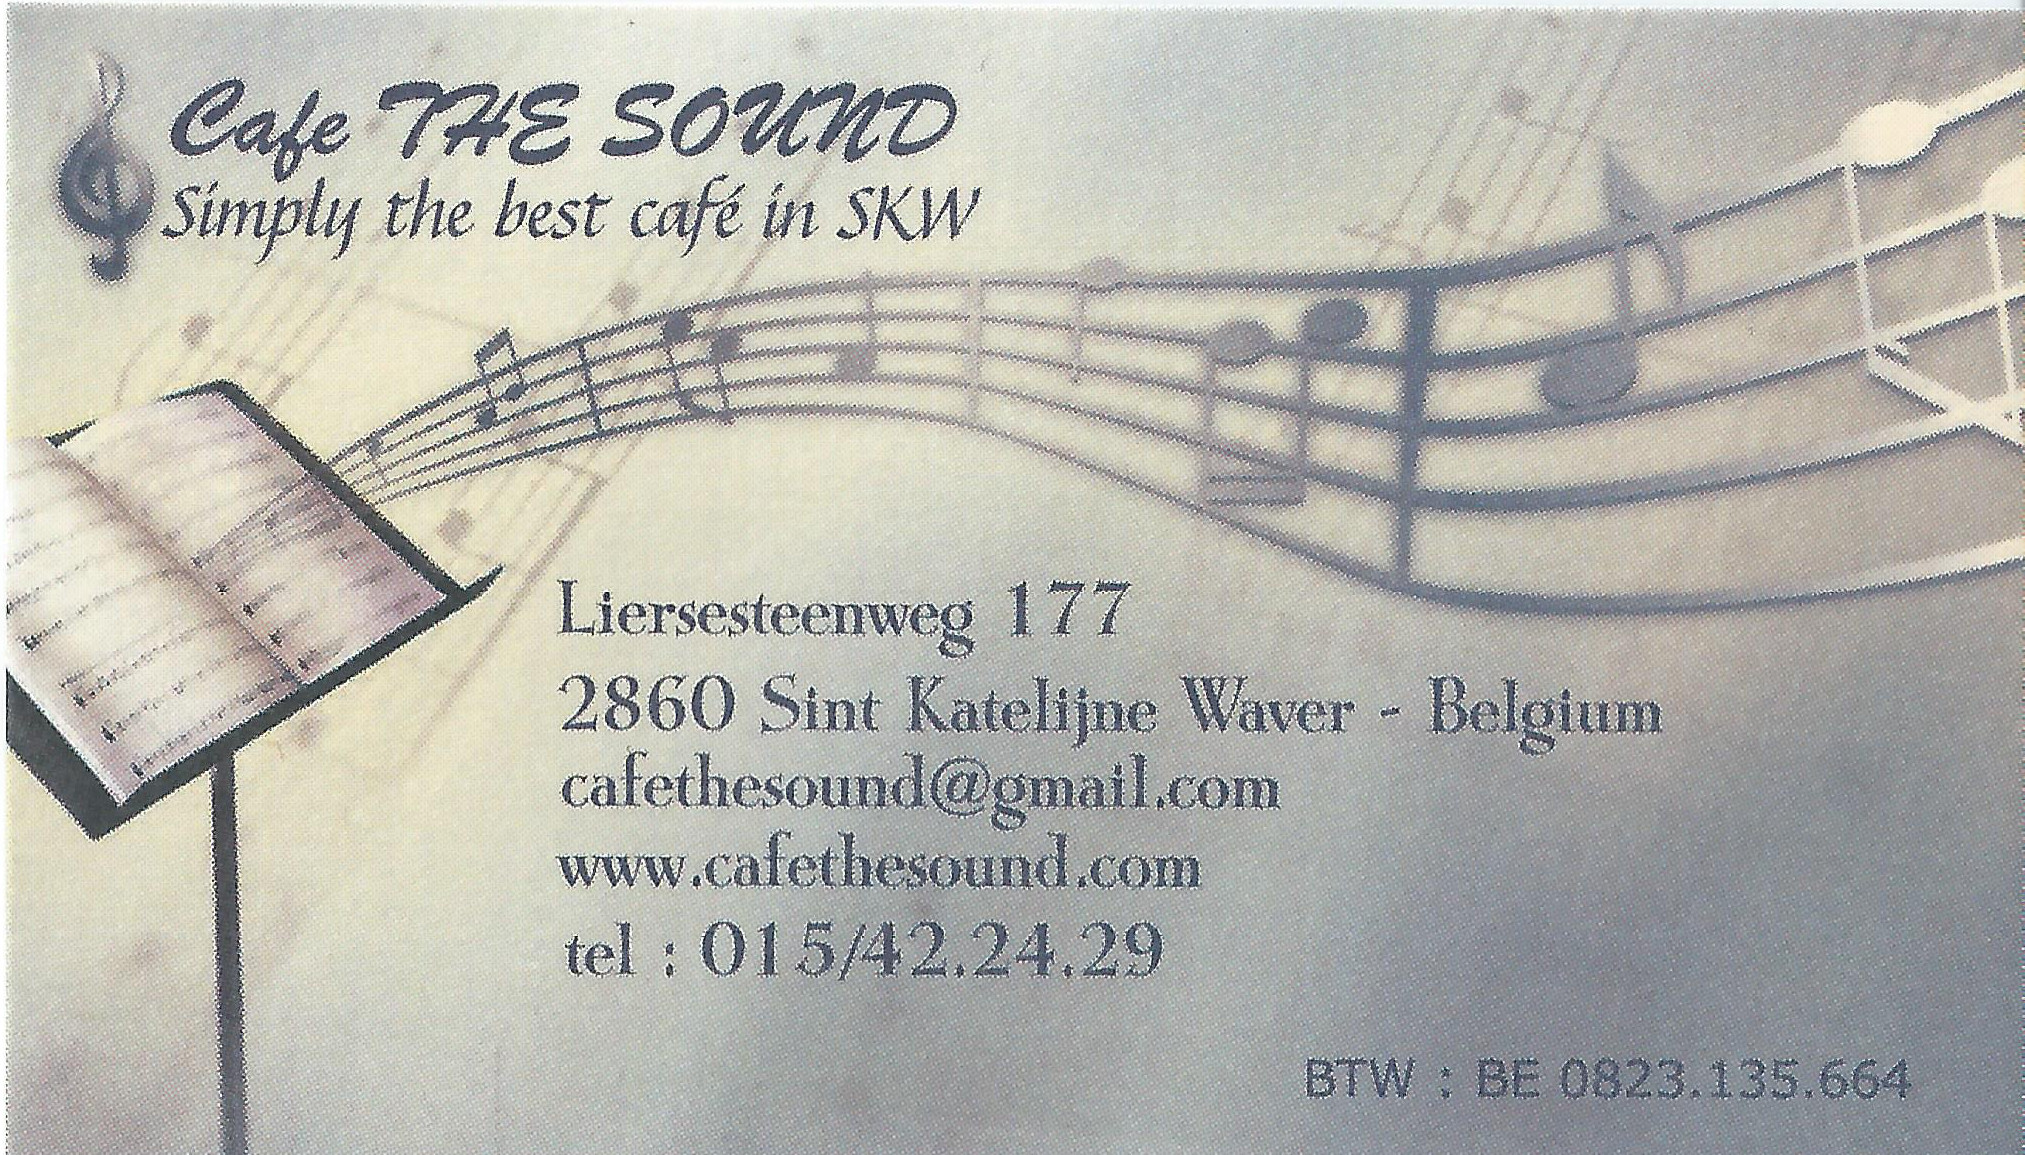 Cafe THE SOUND
Simply the best café in SKW
Liersesteenweg 177
2860 Sint Katelijne Waver - Belgium
cafethesound@gmail.com
www.cafethesound.com
tel : 015/42.24.29
BTW : BE 0823.135.664